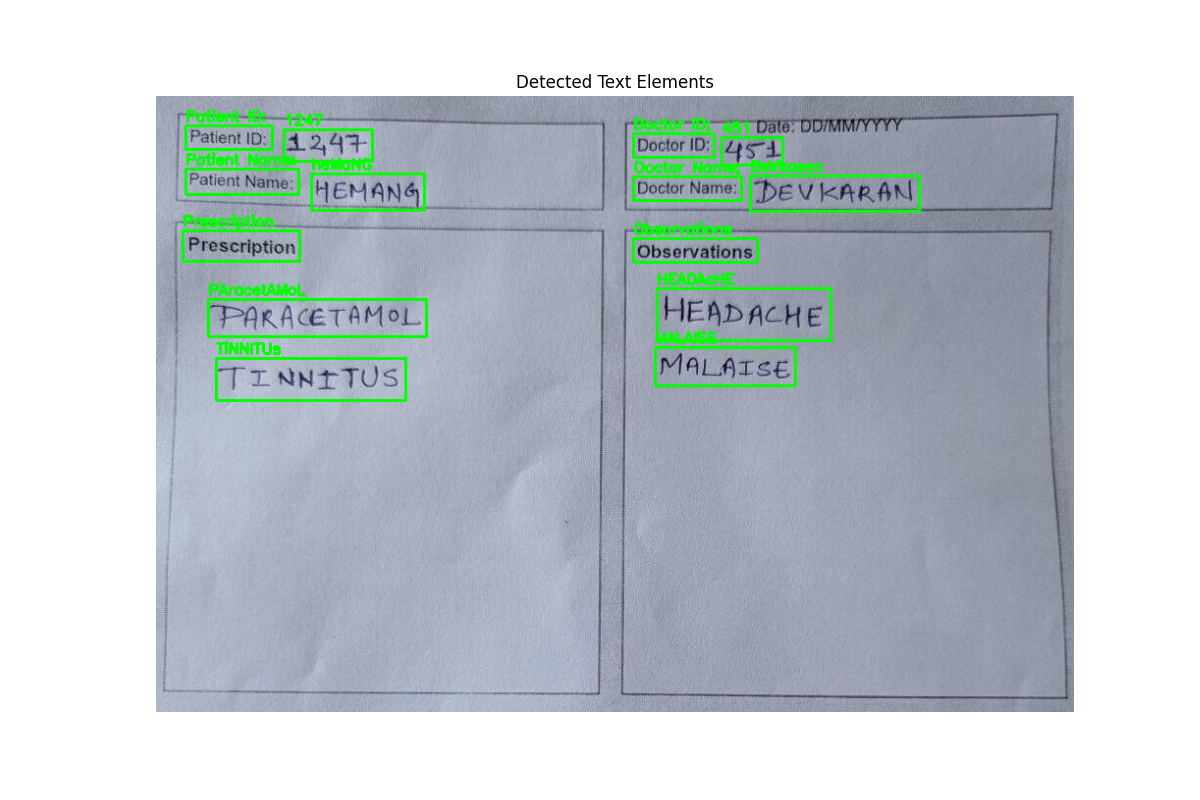 Detected Text Elements
Patient ID: 1247
Patient ID: 1247
Patient Name: HeMaNG
Patient Name: HEMANG
Doctor ID: 451 Date: DD/MM/YYYY
Doctor ID: 451
Doctor Name:
Doctor Name: DEVKARAN
Prescription
Prescription
PAracetAMoL
PARACETAMOL
TiNNiTUs
TINNITUS
Observations
Observations
HEADAcHE
HEADACHE
MALAISE
MALAISE